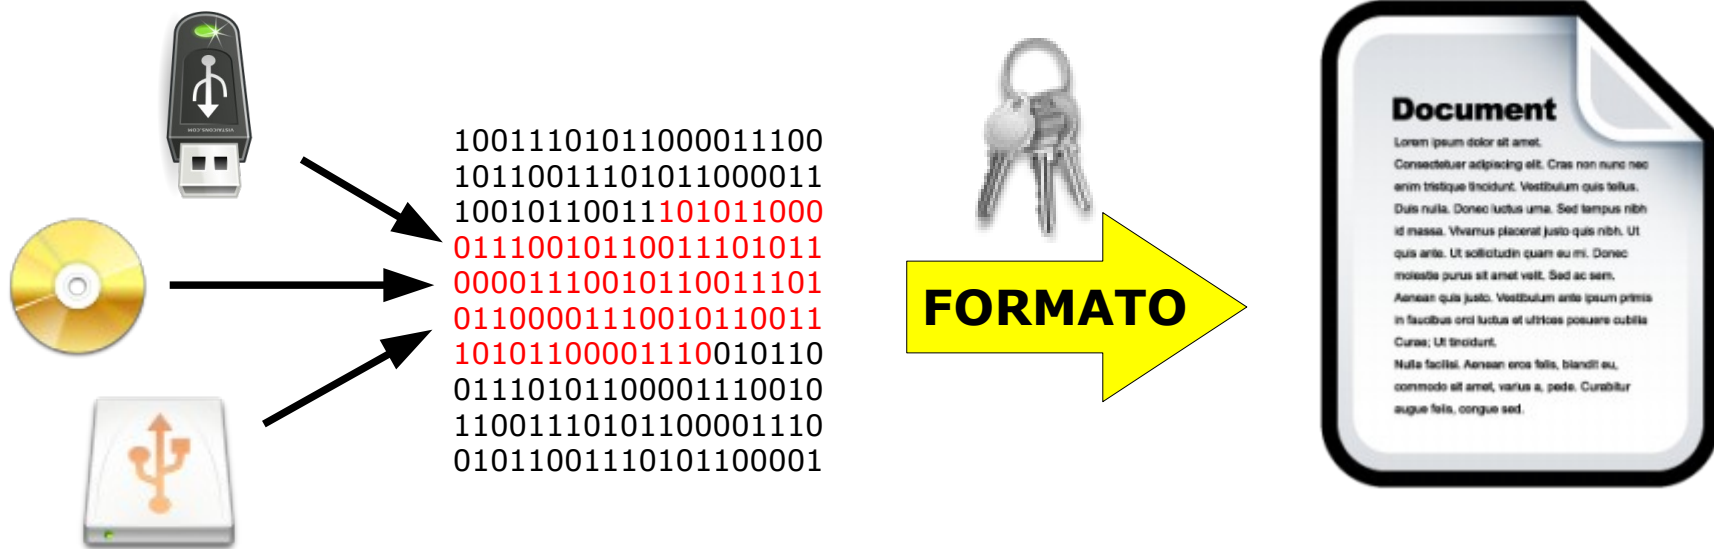 VISTAICONS.COM
10011101011000011100
10110011101011000011
10010110011101011000
01110010110011101011
00001110010110011101
01100001110010110011
10101100001110010110
01110101100001110010
11001110101100001110
01011001110101100001
FORMATO
Document
Lorem ipsum dolor sit amet.
Consectetuer adipiscing elit. Cras non nunc nec
enim tristique tincidunt. Vestibulum quis tellus.
Duis nulla. Donec luctus urna. Sed tempus nibh
id massa. Vivamus placerat justo quis nibh. Ut
quis ante. Ut sollicitudin quam eu mi. Donec
molestie purus sit amet velit. Sed ac sem.
Aenean quis justo. Vestibulum ante ipsum primis
in faucibus orci luctus et ultrices posuere cubilia
Curae; Ut tincidunt.
Nulla facilisi. Aenean eros felis, blandit eu,
commodo sit amet, varius a, pede. Curabitur
augue felis, congue sed.